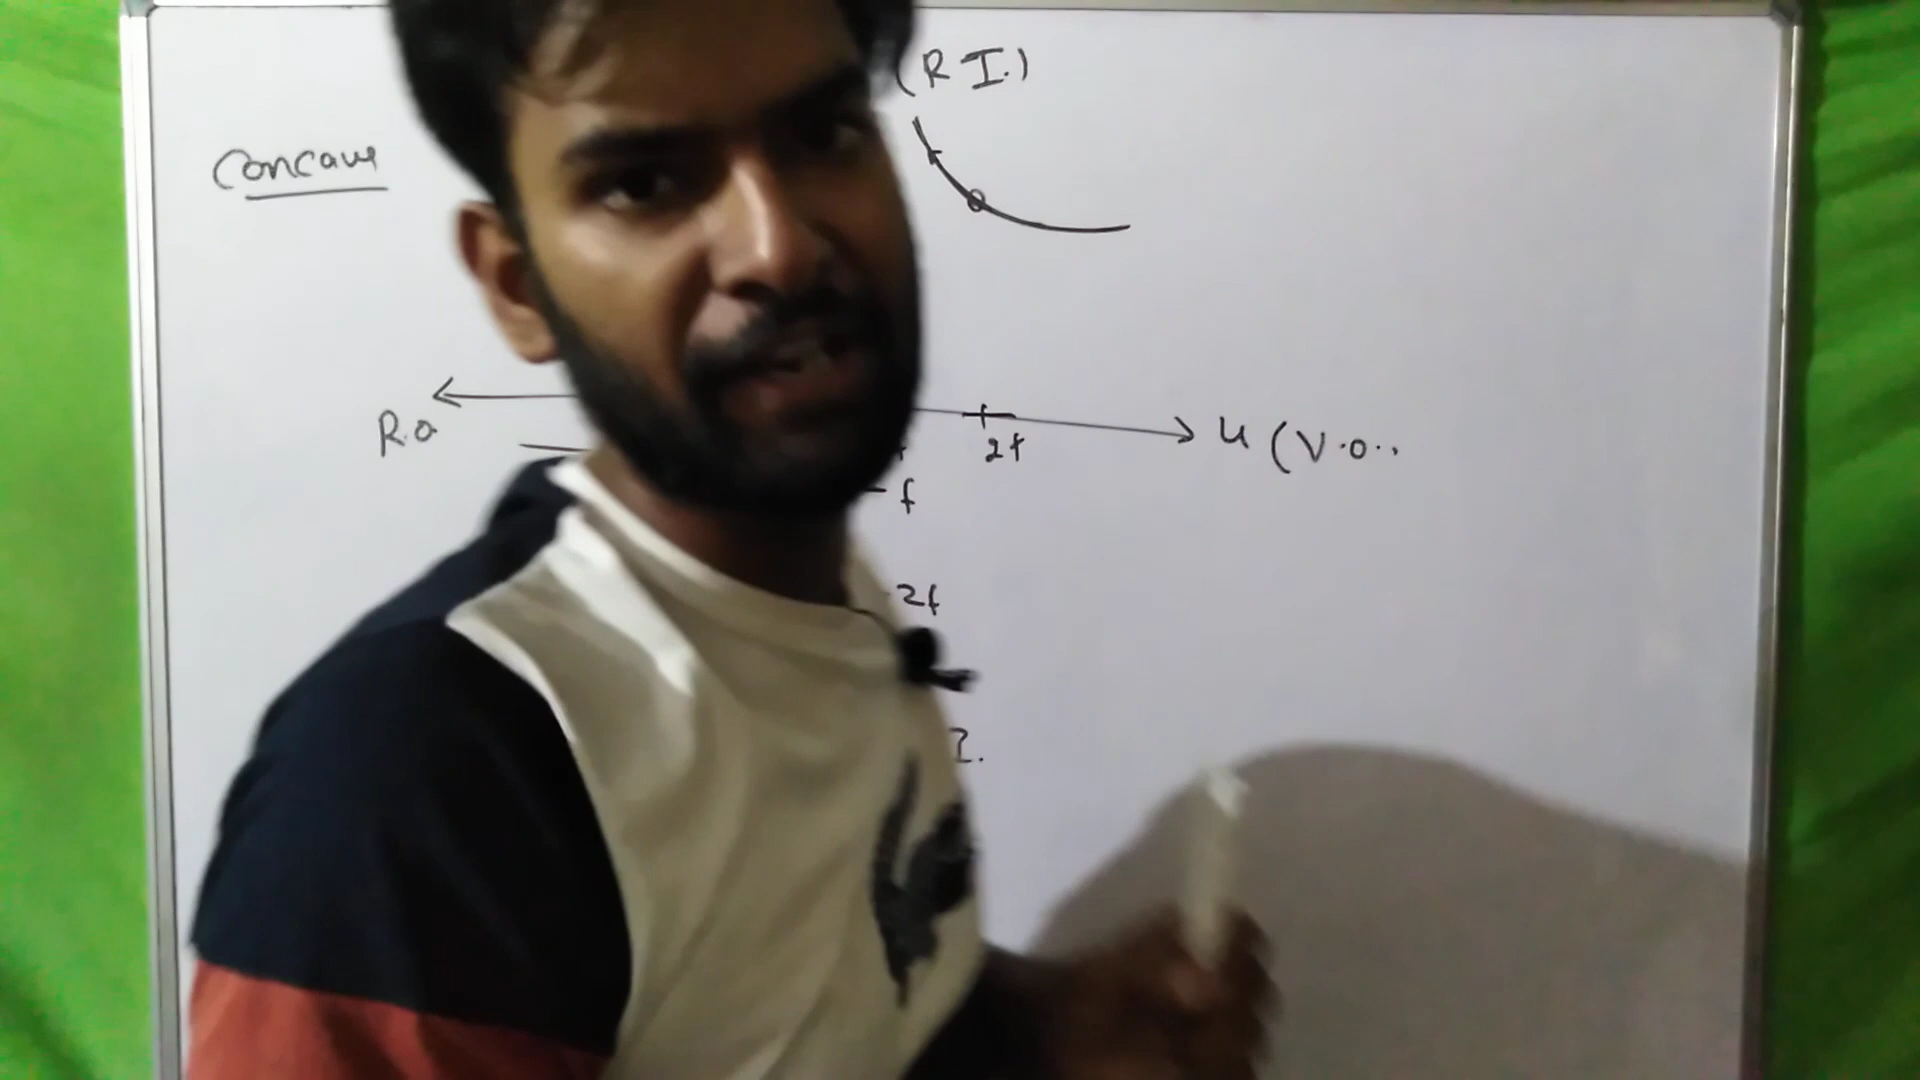 (R I.)
Concave
R.O
2f
u (V.O..
f
2f
I.